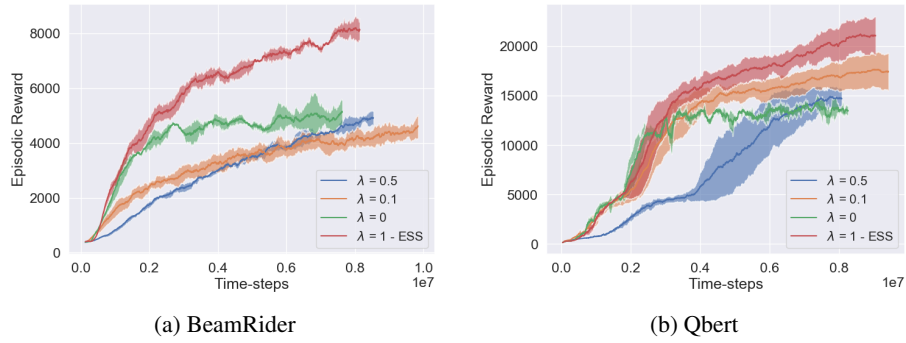 8000
6000
4000
2000
0
Episodic Reward
λ = 0.5
λ = 0.1
λ = 0
λ = 1 - ESS
0.0 0.2 0.4 0.6 0.8 1.0
Time-steps
1e7
(a) BeamRider
20000
15000
10000
5000
0
Episodic Reward
λ = 0.5
λ = 0.1
λ = 0
λ = 1 - ESS
0.0 0.2 0.4 0.6 0.8
Time-steps
1e7
(b) Qbert